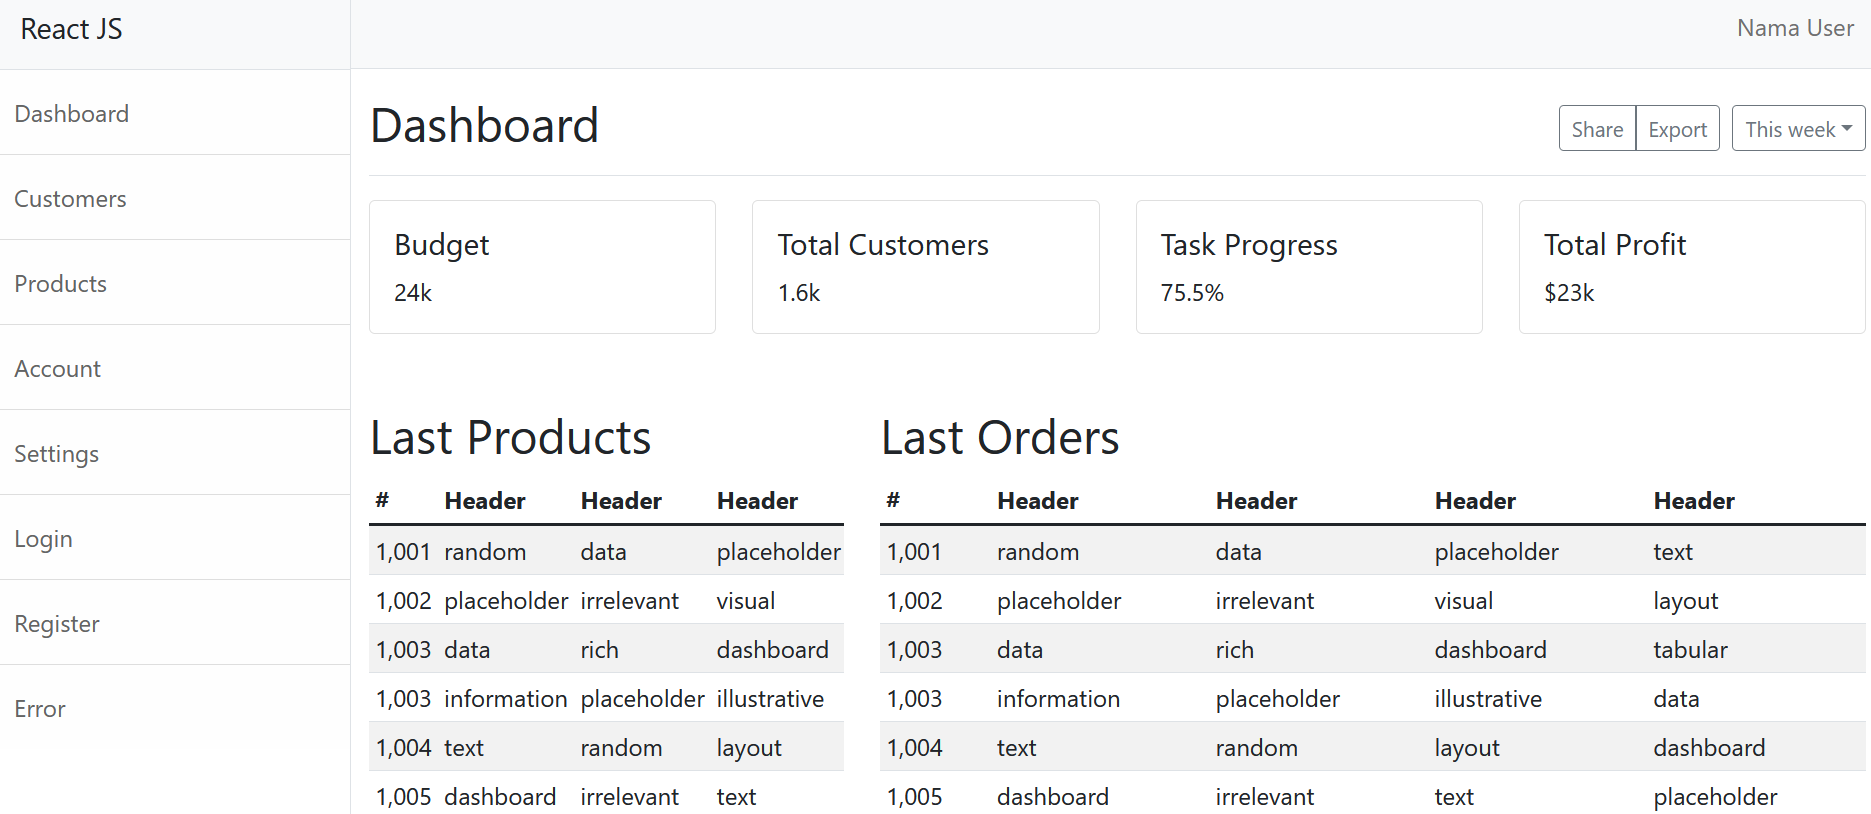 React JS
Nama User
Dashboard
Customers
Products
Account
Settings
Login
Register
Error
Dashboard
Share Export This week
Budget
24k
Total Customers
1.6k
Task Progress
75.5%
Total Profit
$23k
Last Products
# Header Header Header
1,001 random data placeholder
1,002 placeholder irrelevant visual
1,003 data rich dashboard
1,003 information placeholder illustrative
1,004 text random layout
1,005 dashboard irrelevant text
Last Orders
# Header Header Header Header
1,001 random data placeholder text
1,002 placeholder irrelevant visual layout
1,003 data rich dashboard tabular
1,003 information placeholder illustrative data
1,004 text random layout dashboard
1,005 dashboard irrelevant text placeholder